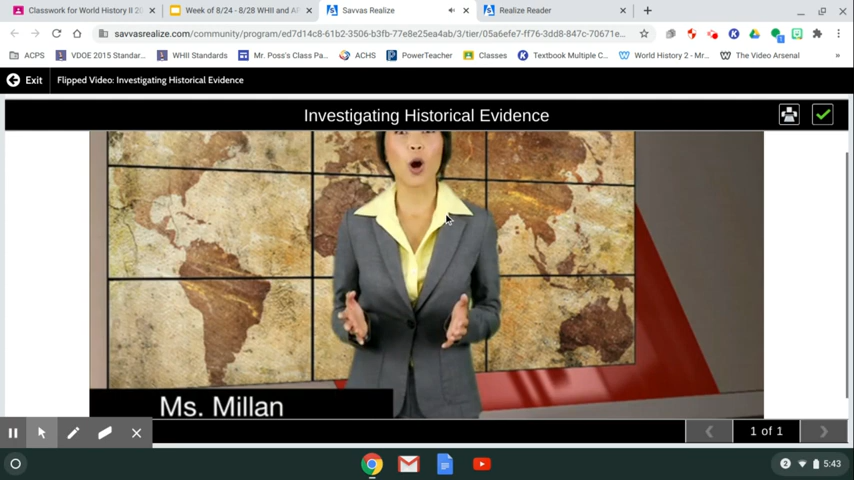 Classwork for World History II 20
Week of 8/24 - 8/28 WHII and A
Savvas Realize
Realize Reader
savvasrealize.com/community/program/ed7d14c8-61b2-3506-b3fb-77e8e25ea4ab/3/tier/05a6efe7-ff76-3dd8-847c-70671e...
ACPS
VDOE 2015 Standar...
WHII Standards
Mr. Poss's Class Pa...
ACHS
PowerTeacher
Classes
Textbook Multiple C...
World History 2 - Mr...
The Video Arsenal
»
Exit
Flipped Video: Investigating Historical Evidence
Investigating Historical Evidence
Ms. Millan
1 of 1
2
5:43